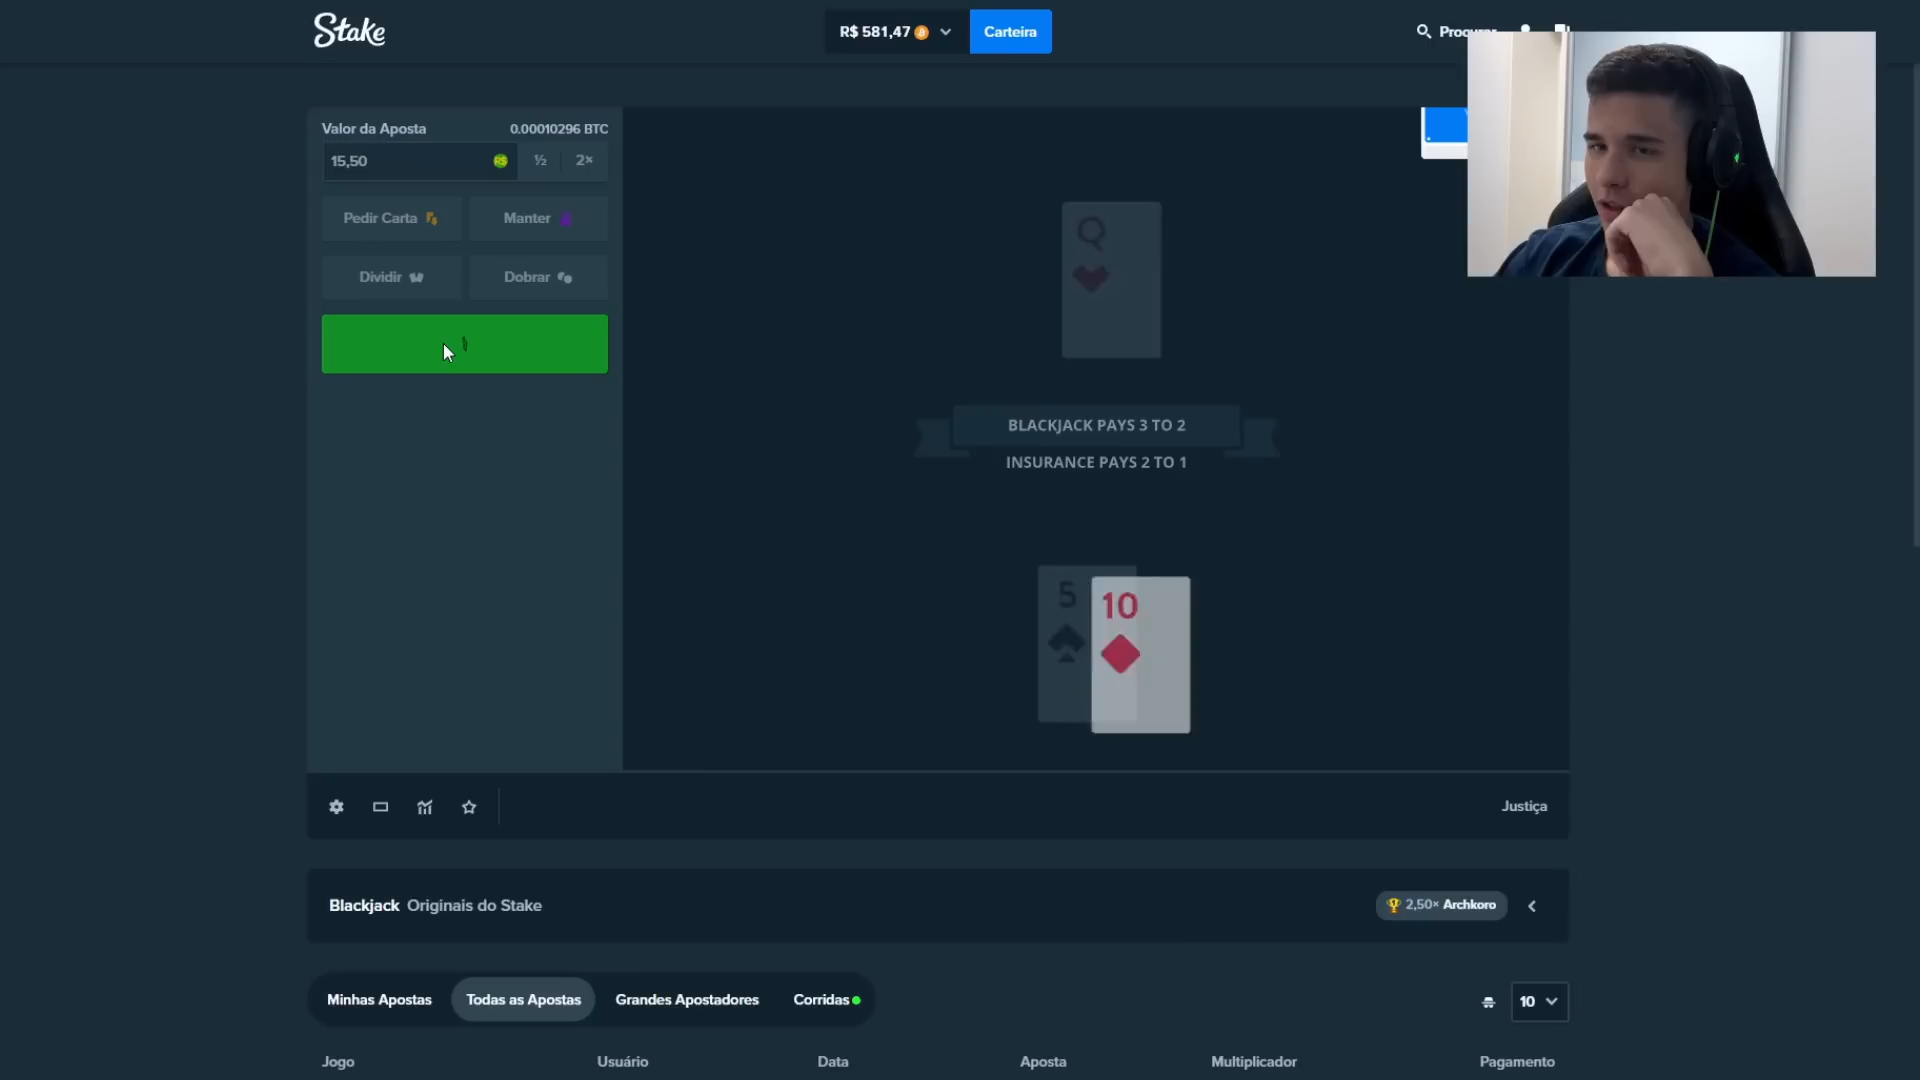 Stake
R$ 581,47
Carteira
Procurar
Valor da Aposta
0.00010296 BTC
15,50
R$
½
2×
Pedir Carta
Manter
Dividir
Dobrar
Q
BLACKJACK PAYS 3 TO 2
INSURANCE PAYS 2 TO 1
5
10
Justiça
Blackjack Originais do Stake
2,50× Archkoro
Minhas Apostas
Todas as Apostas
Grandes Apostadores
Corridas
10
Jogo
Usuário
Data
Aposta
Multiplicador
Pagamento